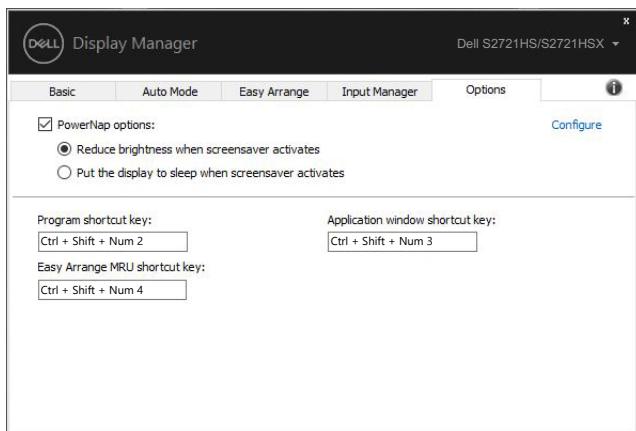 x
DELL Display Manager
Dell S2721HS/S2721HSX
Basic Auto Mode Easy Arrange Input Manager Options
PowerNap options: Configure
Reduce brightness when screensaver activates
Put the display to sleep when screensaver activates
Program shortcut key: Application window shortcut key:
Ctrl + Shift + Num 2 Ctrl + Shift + Num 3
Easy Arrange MRU shortcut key:
Ctrl + Shift + Num 4